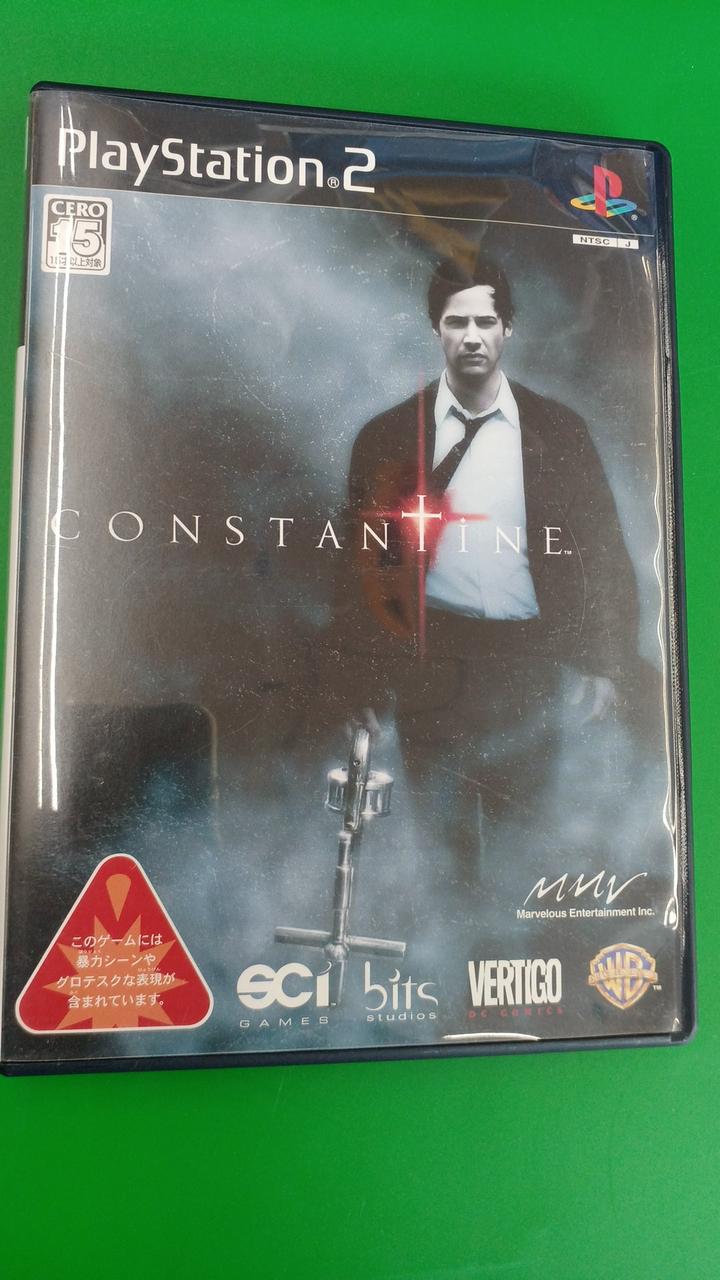 PlayStation®2
NTSC J
CERO
15
15才以上対象
CONSTANTINE™
Marvelous Entertainment Inc.
このゲームには
暴力シーンや
グロテスクな表現が
含まれています。
SCi
GAMES
bits
studios
VERTIGO
DC COMICS
WB™